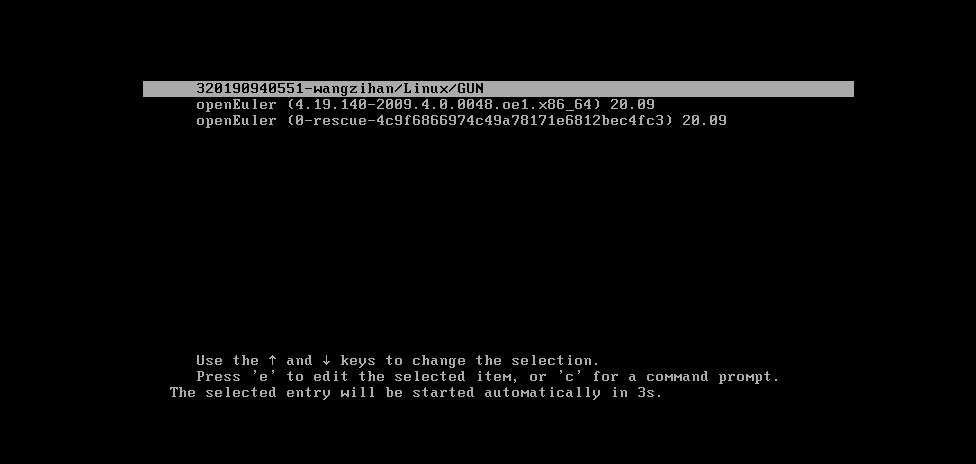 320190940551-wangzihan/Linux/GUN
openEuler (4.19.140-2009.4.0.0048.oe1.x86_64) 20.09
openEuler (0-rescue-4c9f6866974c49a78171e6812bec4fc3) 20.09
Use the ↑ and ↓ keys to change the selection.
Press 'e' to edit the selected item, or 'c' for a command prompt.
The selected entry will be started automatically in 3s.